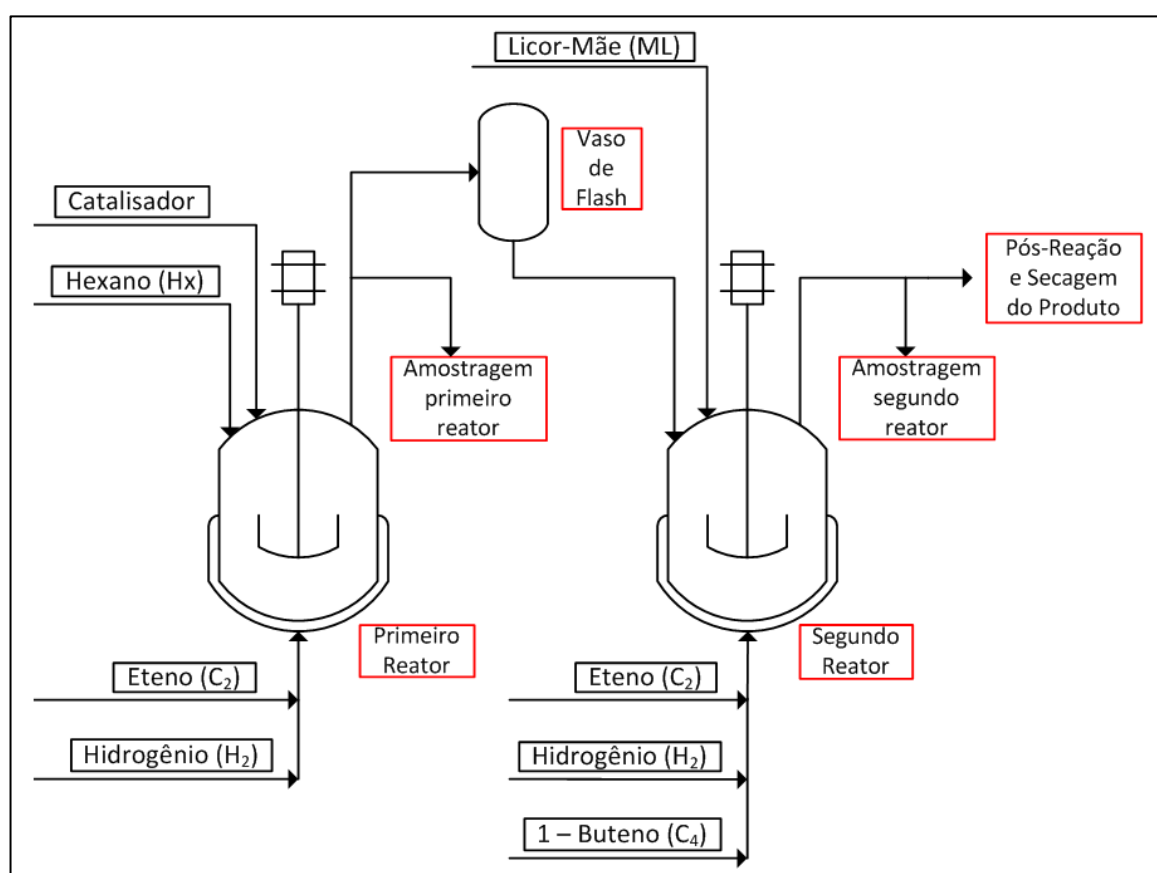 Licor-Mãe (ML)
Vaso
de
Flash
Catalisador
Hexano (Hx)
Pós-Reação
e Secagem
do Produto
Amostragem
primeiro
reator
Amostragem
segundo
reator
Primeiro
Reator
Segundo
Reator
Eteno (C₂)
Hidrogênio (H₂)
Eteno (C₂)
Hidrogênio (H₂)
1 – Buteno (C₄)